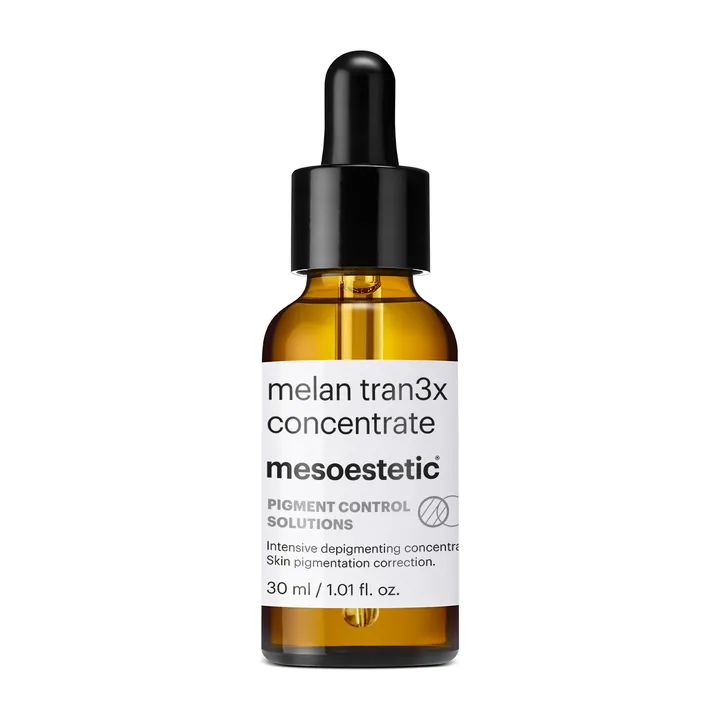 melan tran3x
concentrate
mesoestetic®
PIGMENT CONTROL
SOLUTIONS
Intensive depigmenting concentra
Skin pigmentation correction.
30 ml / 1.01 fl. oz.